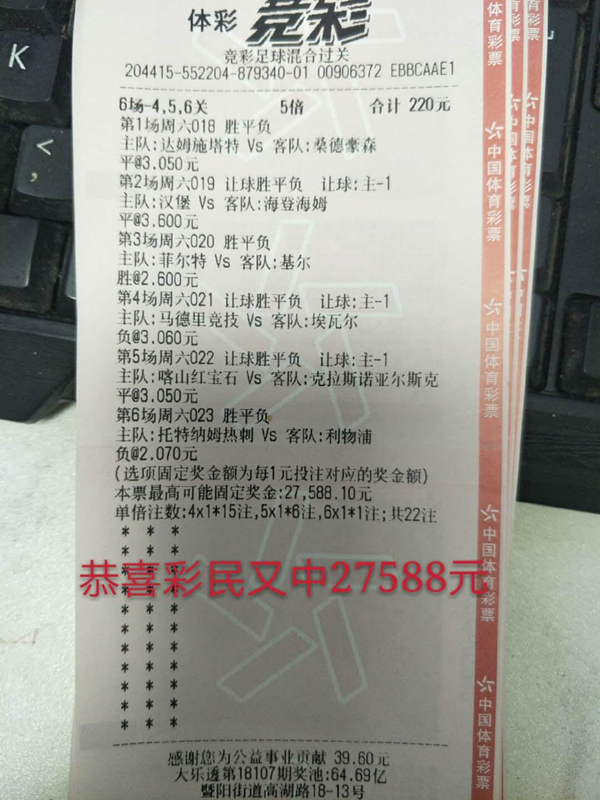 体彩 竞彩
竞彩足球混合过关
204415-552204-879340-01 00906372 EBBCAAE1
6场-4,5,6关 5倍 合计 220元
第1场周六018 胜平负
主队:达姆施塔特 Vs 客队:桑德豪森
平@3.050元
第2场周六019 让球胜平负 让球:主-1
主队:汉堡 Vs 客队:海登海姆
平@3.600元
第3场周六020 胜平负
主队:菲尔特 Vs 客队:基尔
胜@2.600元
第4场周六021 让球胜平负 让球:主-1
主队:马德里竞技 Vs 客队:埃瓦尔
负@3.060元
第5场周六022 让球胜平负 让球:主-1
主队:喀山红宝石 Vs 客队:克拉斯诺亚尔斯克
平@3.050元
第6场周六023 胜平负
主队:托特纳姆热刺 Vs 客队:利物浦
负@2.070元
(选项固定奖金额为每1元投注对应的奖金额)
本票最高可能固定奖金:27,588.10元
单倍注数:4x1*15注,5x1*6注,6x1*1注;共22注
* * *
* * *
* * *
恭喜彩民又中27588元
* * *
* * *
* * *
* * *
* * *
* * *
* * *
感谢您为公益事业贡献 39.60元
大乐透第18107期奖池:64.69亿
暨阳街道高湖路18-13号
体育彩票
中国体育彩票
中国体育彩票
中国体育彩票
中国体育彩票
育彩票
中国体育彩票
K